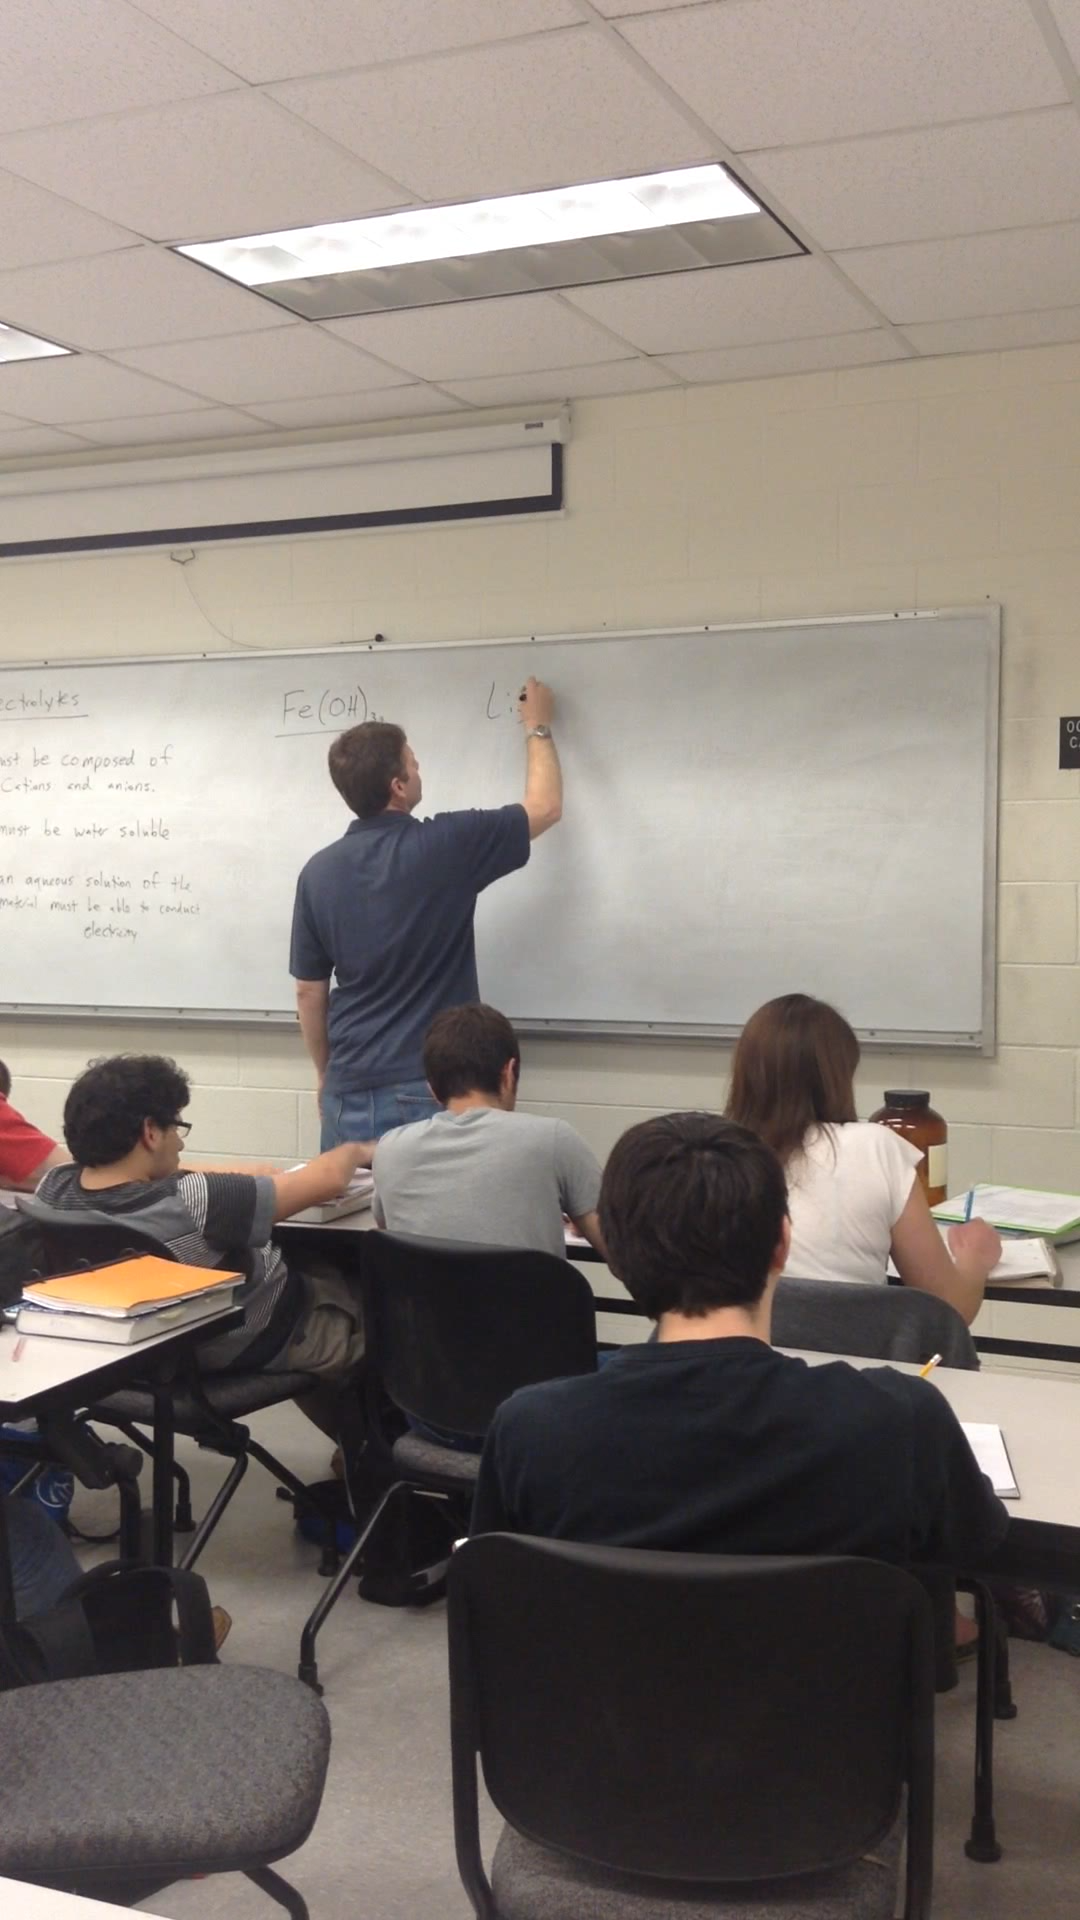 ectrolytes
ust be composed of
Cations and anions.
must be water soluble
an aqueous solution of the
material must be able to conduct
electricity
Fe(OH)3
Li